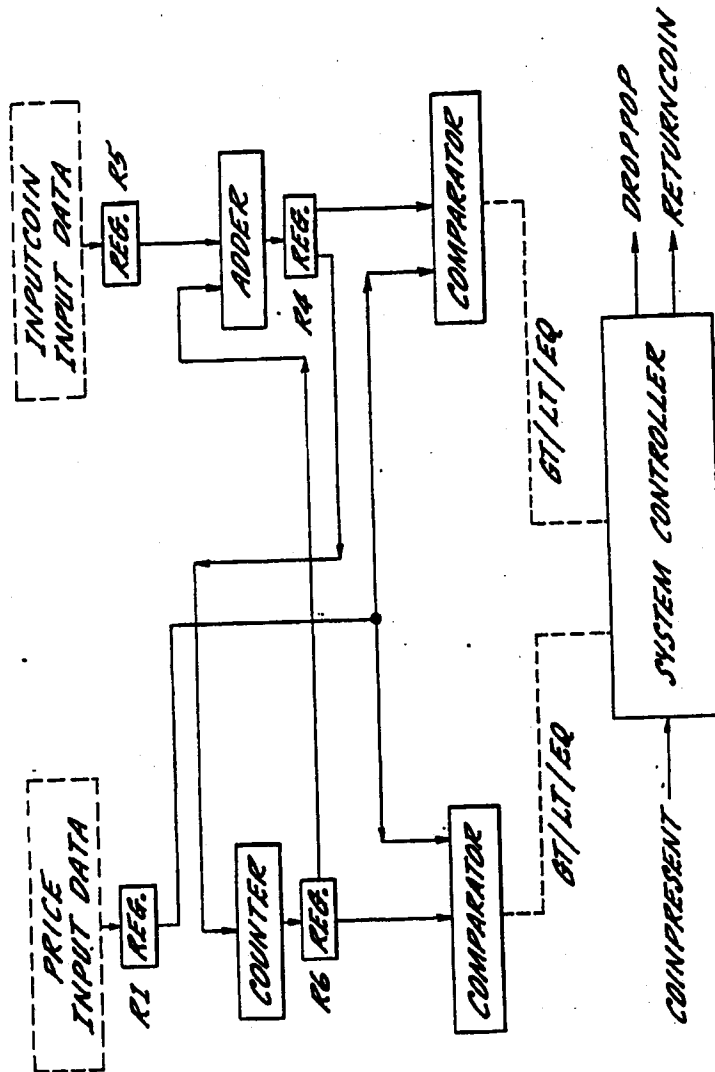 PRICE
INPUT DATA
REG.
R1
COUNTER
REG.
R6
COMPARATOR
GT/LT/EQ
INPUTCOIN
INPUT DATA
REG.
R5
ADDER
REG.
R4
COMPARATOR
GT/LT/EQ
COINPRESENT
SYSTEM CONTROLLER
DROPPOP
RETURNCOIN